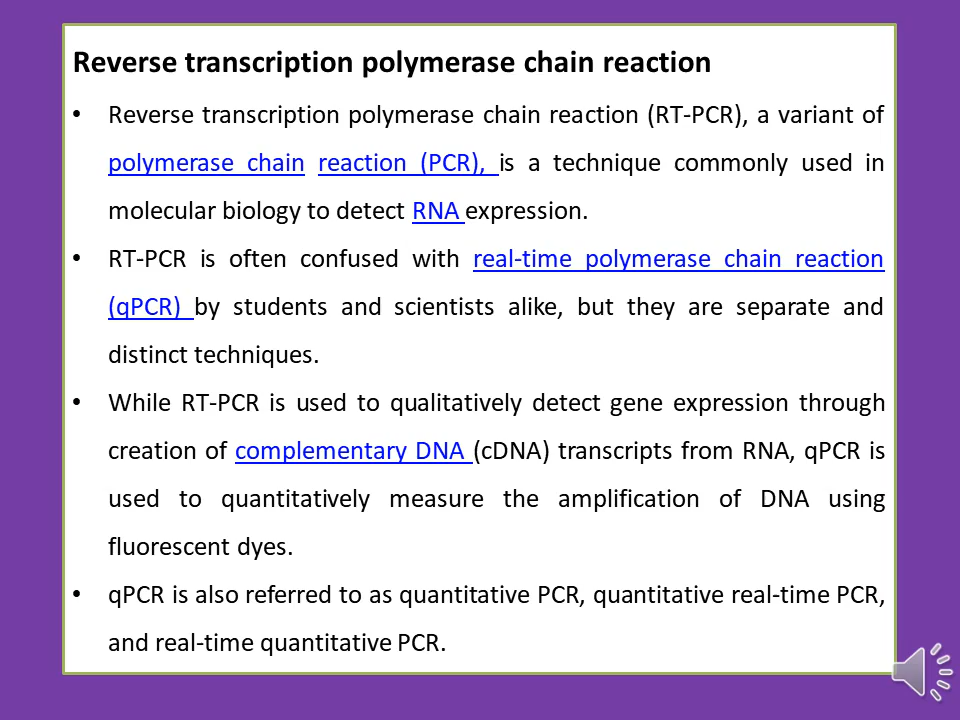 Reverse transcription polymerase chain reaction
• Reverse transcription polymerase chain reaction (RT-PCR), a variant of
polymerase chain reaction (PCR), is a technique commonly used in
molecular biology to detect RNA expression.
• RT-PCR is often confused with real-time polymerase chain reaction
(qPCR) by students and scientists alike, but they are separate and
distinct techniques.
• While RT-PCR is used to qualitatively detect gene expression through
creation of complementary DNA (cDNA) transcripts from RNA, qPCR is
used to quantitatively measure the amplification of DNA using
fluorescent dyes.
• qPCR is also referred to as quantitative PCR, quantitative real-time PCR,
and real-time quantitative PCR.